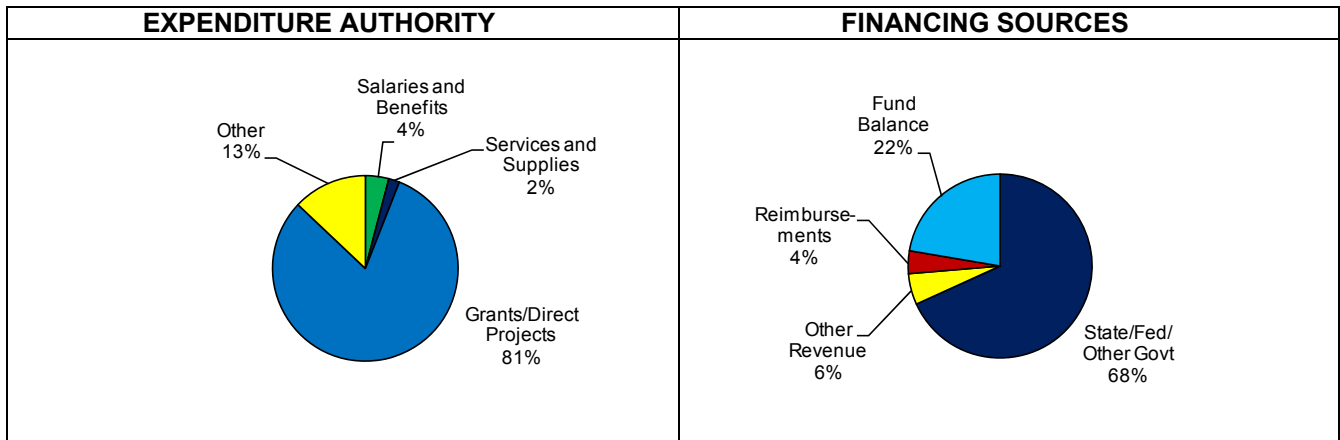 EXPENDITURE AUTHORITY
Salaries and
Benefits
4%
Other
13%
Services and
Supplies
2%
Grants/Direct
Projects
81%
FINANCING SOURCES
Fund
Balance
22%
Reimburse-
ments
4%
Other
Revenue
6%
State/Fed/
Other Govt
68%